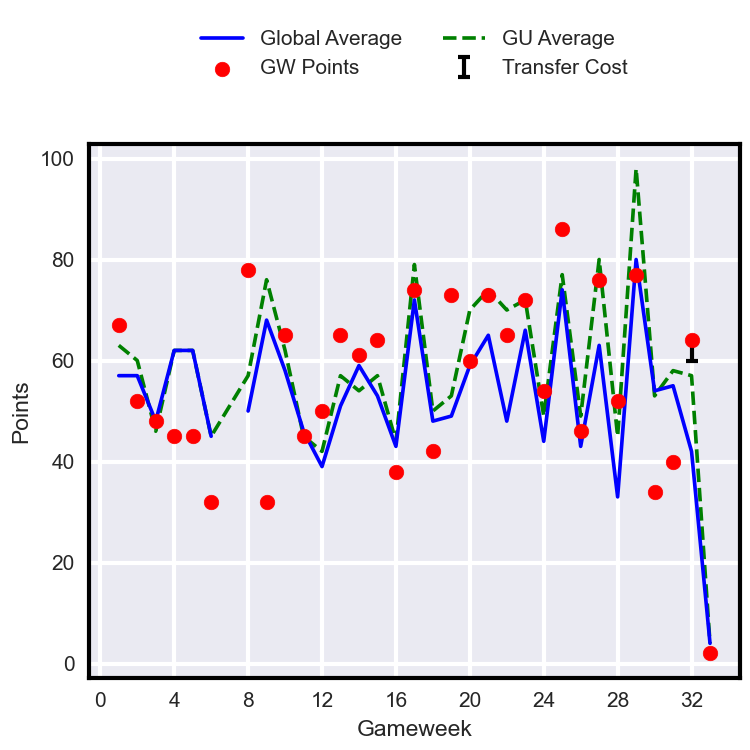 Global Average
GU Average
GW Points
Transfer Cost
100
80
60
40
20
0
Points
0 4 8 12 16 20 24 28 32
Gameweek